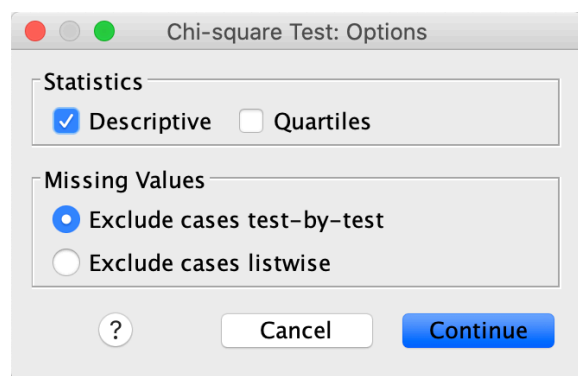 Chi-square Test: Options
Statistics
Descriptive Quartiles
Missing Values
Exclude cases test-by-test
Exclude cases listwise
? Cancel Continue